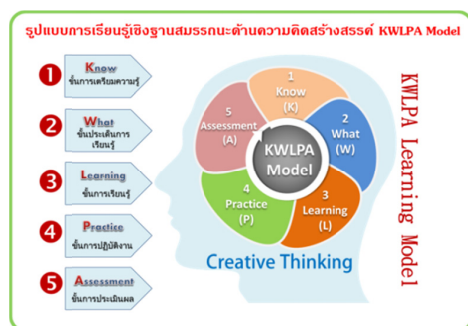 รูปแบบการเรียนรู้เชิงฐานสมรรถนะด้านความคิดสร้างสรรค์ KWLPA Model
1
Know
ขั้นการเตรียมความรู้
2
What
ขั้นประเด็นการ
เรียนรู้
3
Learning
ขั้นการเรียนรู้
4
Practice
ขั้นการปฏิบัติงาน
5
Assessment
ขั้นการประเมินผล
1
Know
(K)
2
What
(W)
3
Learning
(L)
4
Practice
(P)
5
Assessment
(A)
KWLPA
Model
Creative Thinking
KWLPA Learning Model